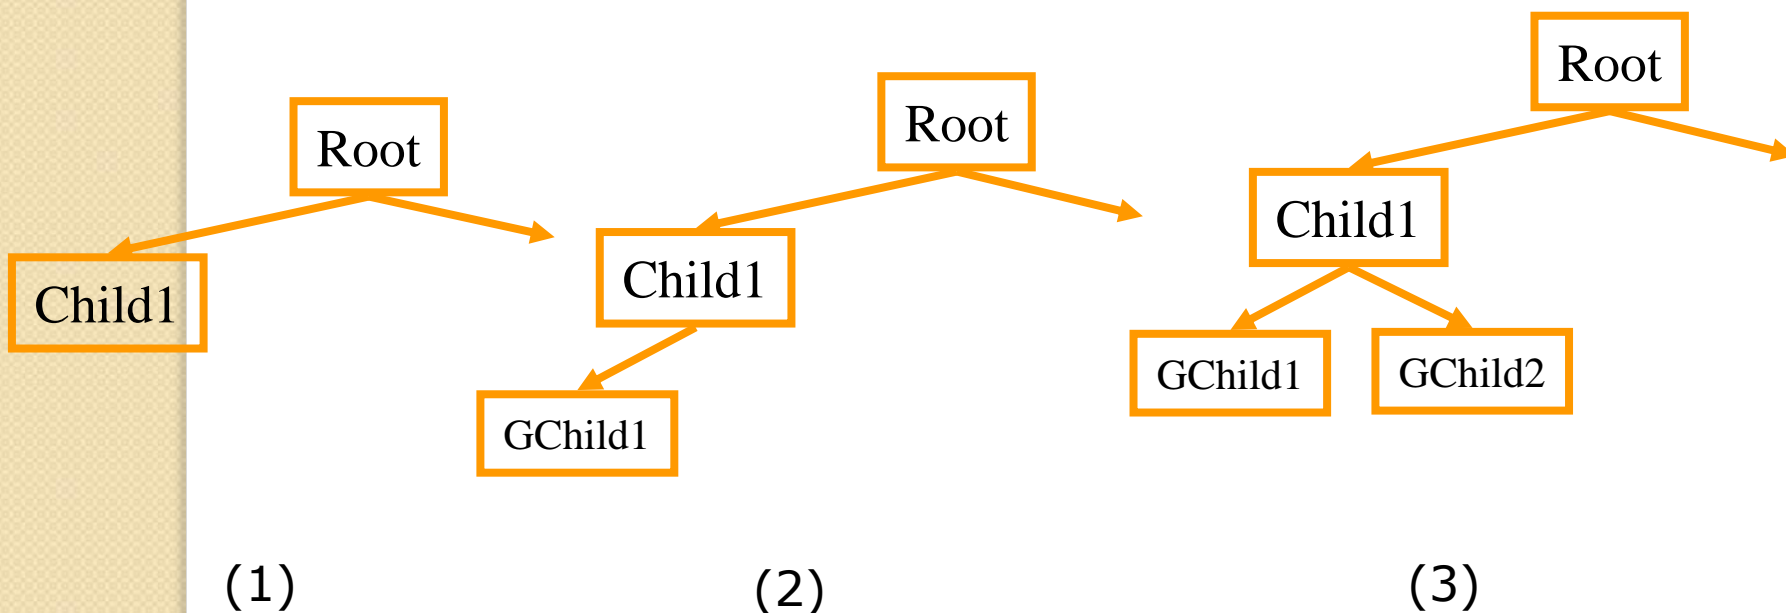 Root
Child1
(1)
Root
Child1
GChild1
(2)
Root
Child1
GChild1
GChild2
(3)